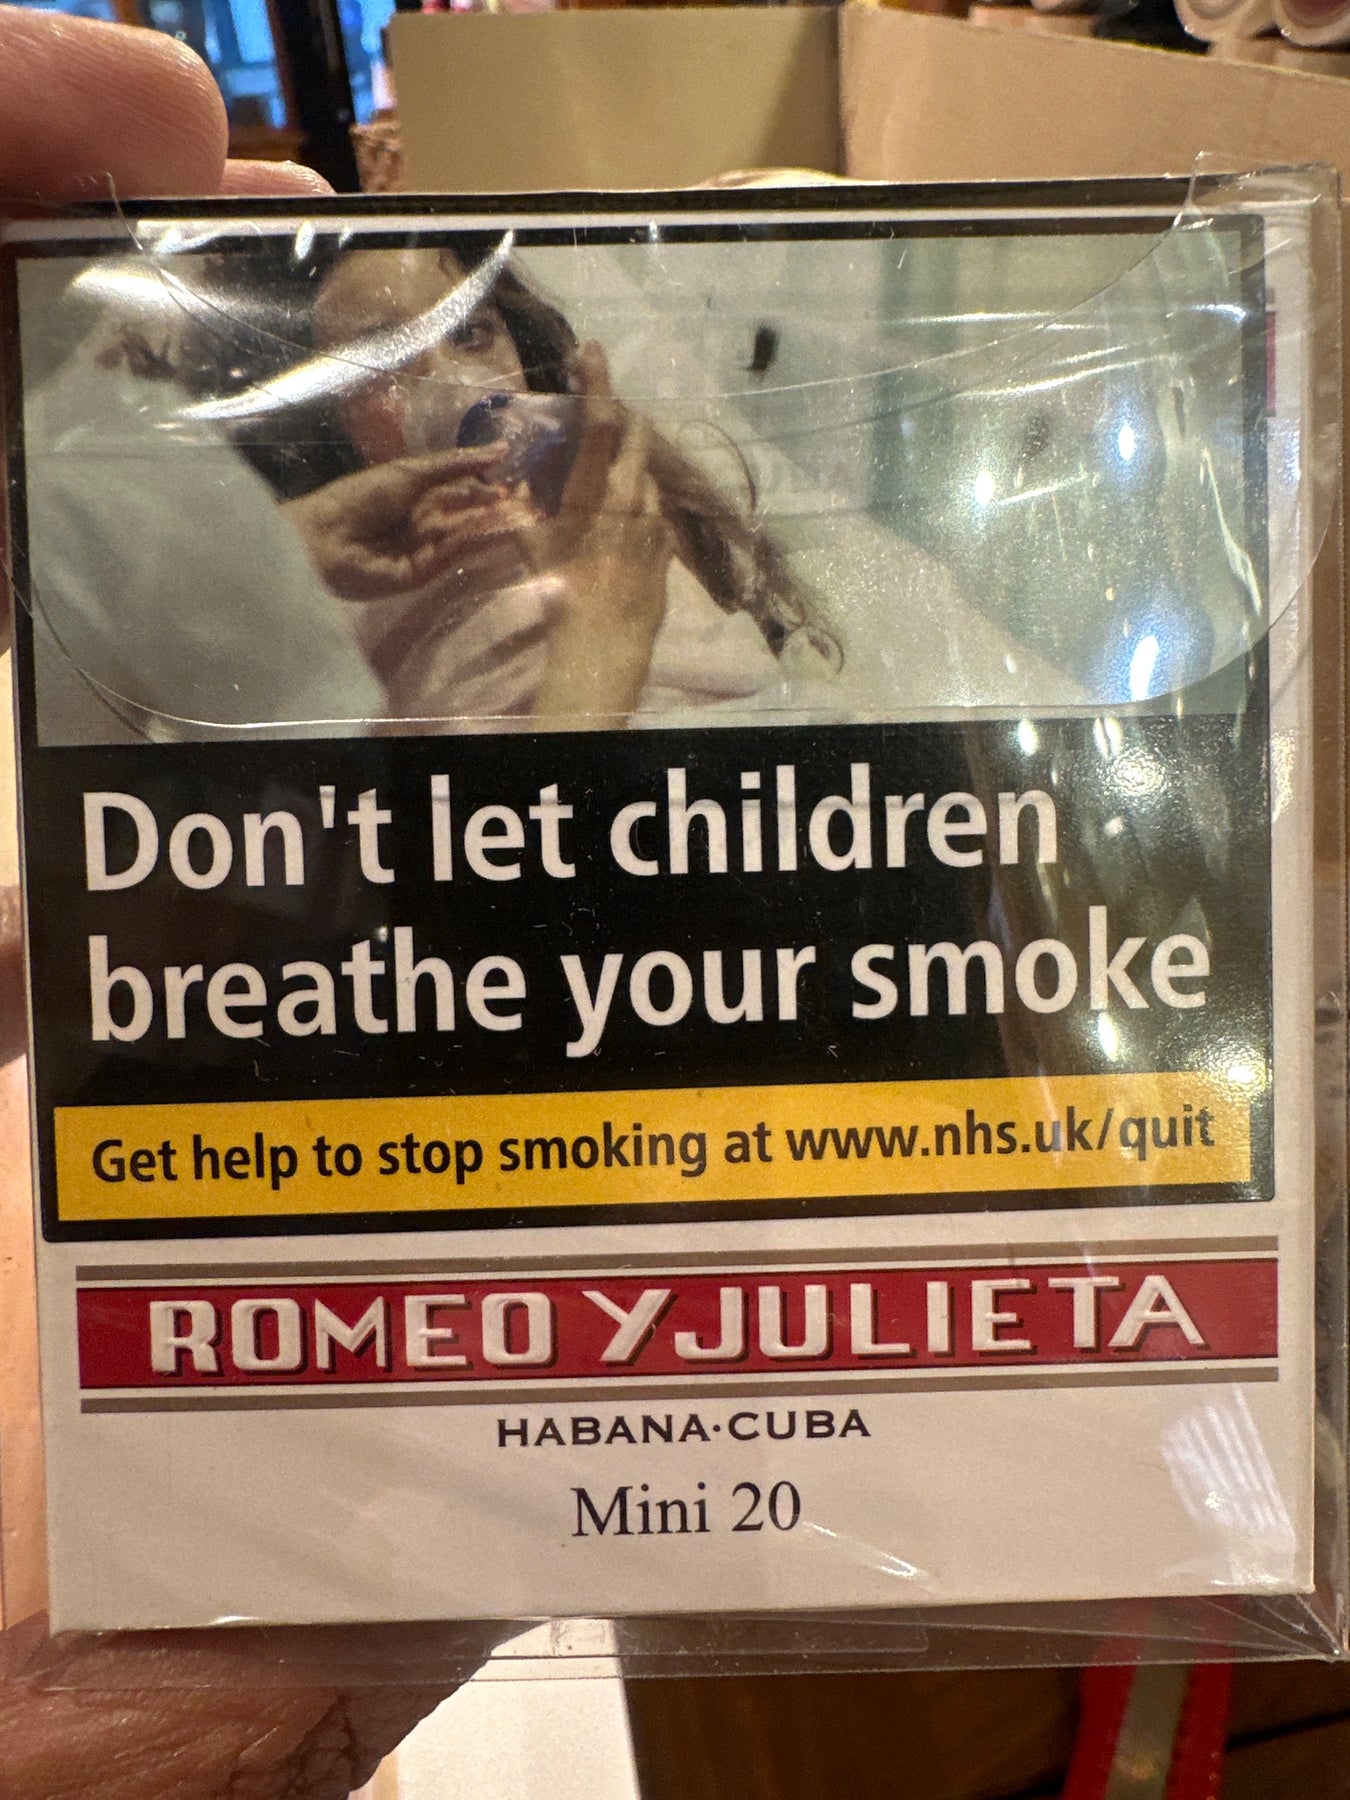 Don't let children
breathe your smoke
Get help to stop smoking at www.nhs.uk/quit
ROMEO Y JULIETA
HABANA·CUBA
Mini 20